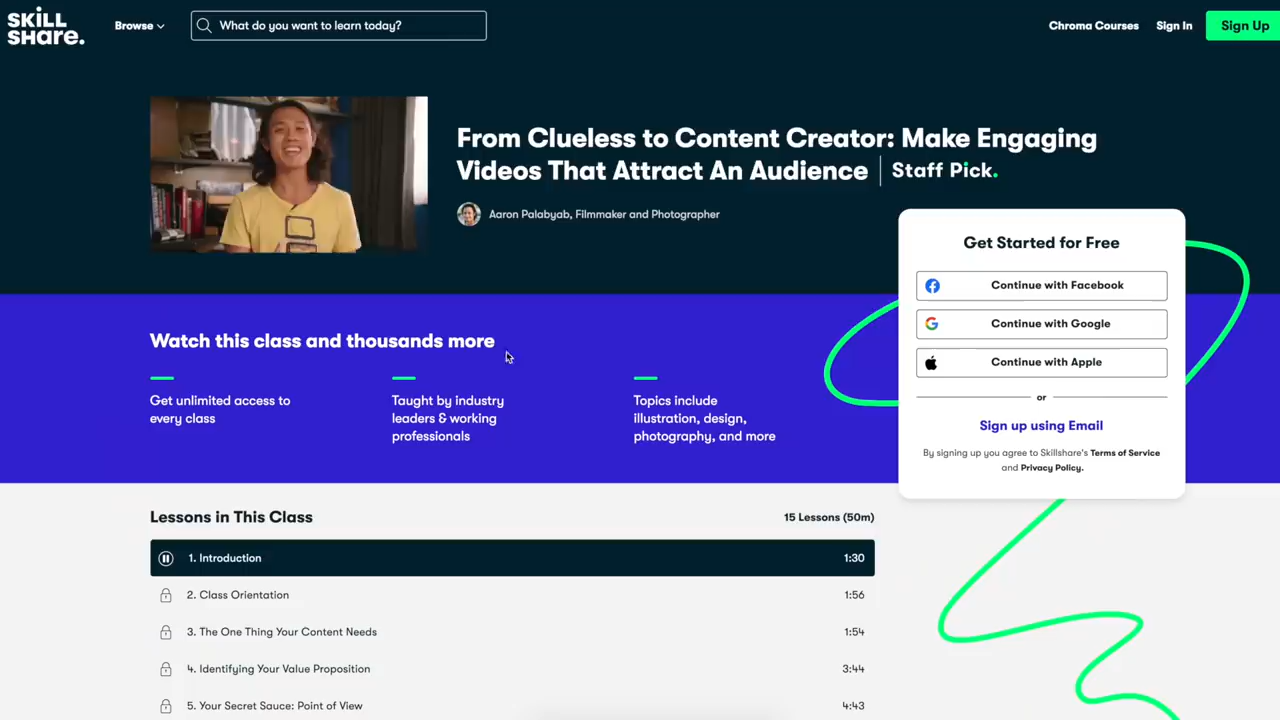 SKILL
SHare.
Browse
What do you want to learn today?
Chroma Courses
Sign In
Sign Up
From Clueless to Content Creator: Make Engaging
Videos That Attract An Audience
Staff Pick.
Aaron Palabyab, Filmmaker and Photographer
Get Started for Free
Continue with Facebook
Continue with Google
Continue with Apple
or
Sign up using Email
By signing up you agree to Skillshare's Terms of Service
and Privacy Policy.
Watch this class and thousands more
Get unlimited access to
every class
Taught by industry
leaders & working
professionals
Topics include
illustration, design,
photography, and more
Lessons in This Class
15 Lessons (50m)
1. Introduction 1:30
2. Class Orientation 1:56
3. The One Thing Your Content Needs 1:54
4. Identifying Your Value Proposition 3:44
5. Your Secret Sauce: Point of View 4:43